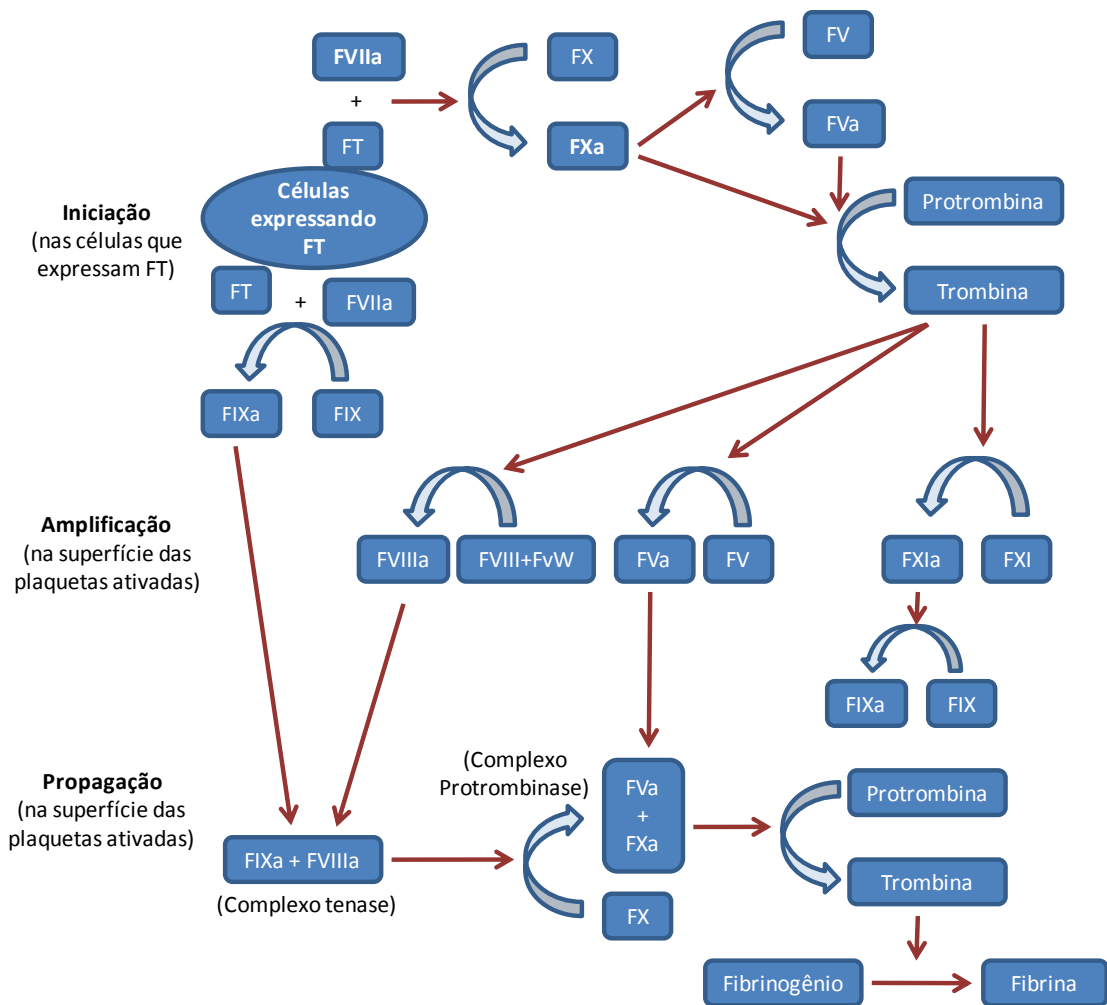 FVIIa
+
FT
Células
expressando
FT
FX
FXa
FV
FVa
Protrombina
Trombina
Iniciação
(nas células que
expressam FT)
FT
+
FVIIa
FIXa
FIX
Amplificação
(na superfície das
plaquetas ativadas)
FVIIIa
FVIII+FvW
FVa
FV
FXIa
FXI
FIXa
FIX
Propagação
(na superfície das
plaquetas ativadas)
FIXa + FVIIIa
(Complexo tenase)
(Complexo
Protrombinase)
FVa
+
FXa
FX
Protrombina
Trombina
Fibrinogênio
Fibrina